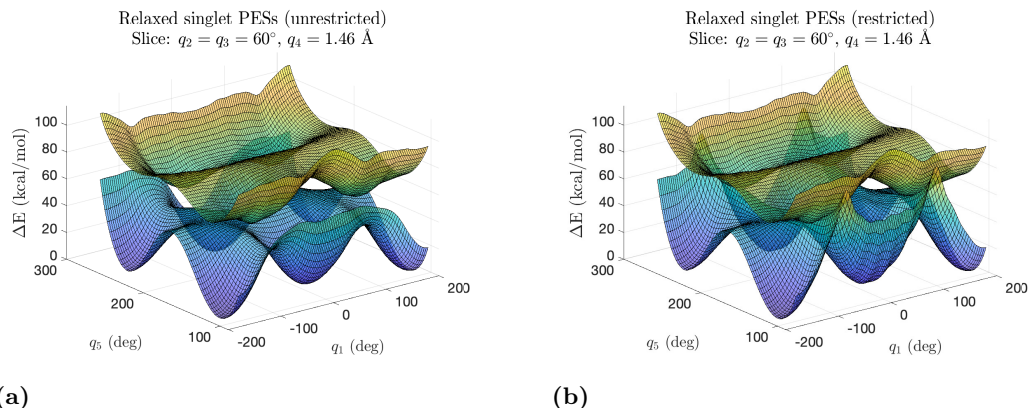 Relaxed singlet PESs (unrestricted)
Slice: q₂ = q₃ = 60°, q₄ = 1.46 Å
ΔE (kcal/mol)
100
80
60
40
20
0
300
200
100
q₅ (deg)
-200
-100
0
100
200
q₁ (deg)
(a)
Relaxed singlet PESs (restricted)
Slice: q₂ = q₃ = 60°, q₄ = 1.46 Å
ΔE (kcal/mol)
100
80
60
40
20
0
300
200
100
q₅ (deg)
-200
-100
0
100
200
q₁ (deg)
(b)